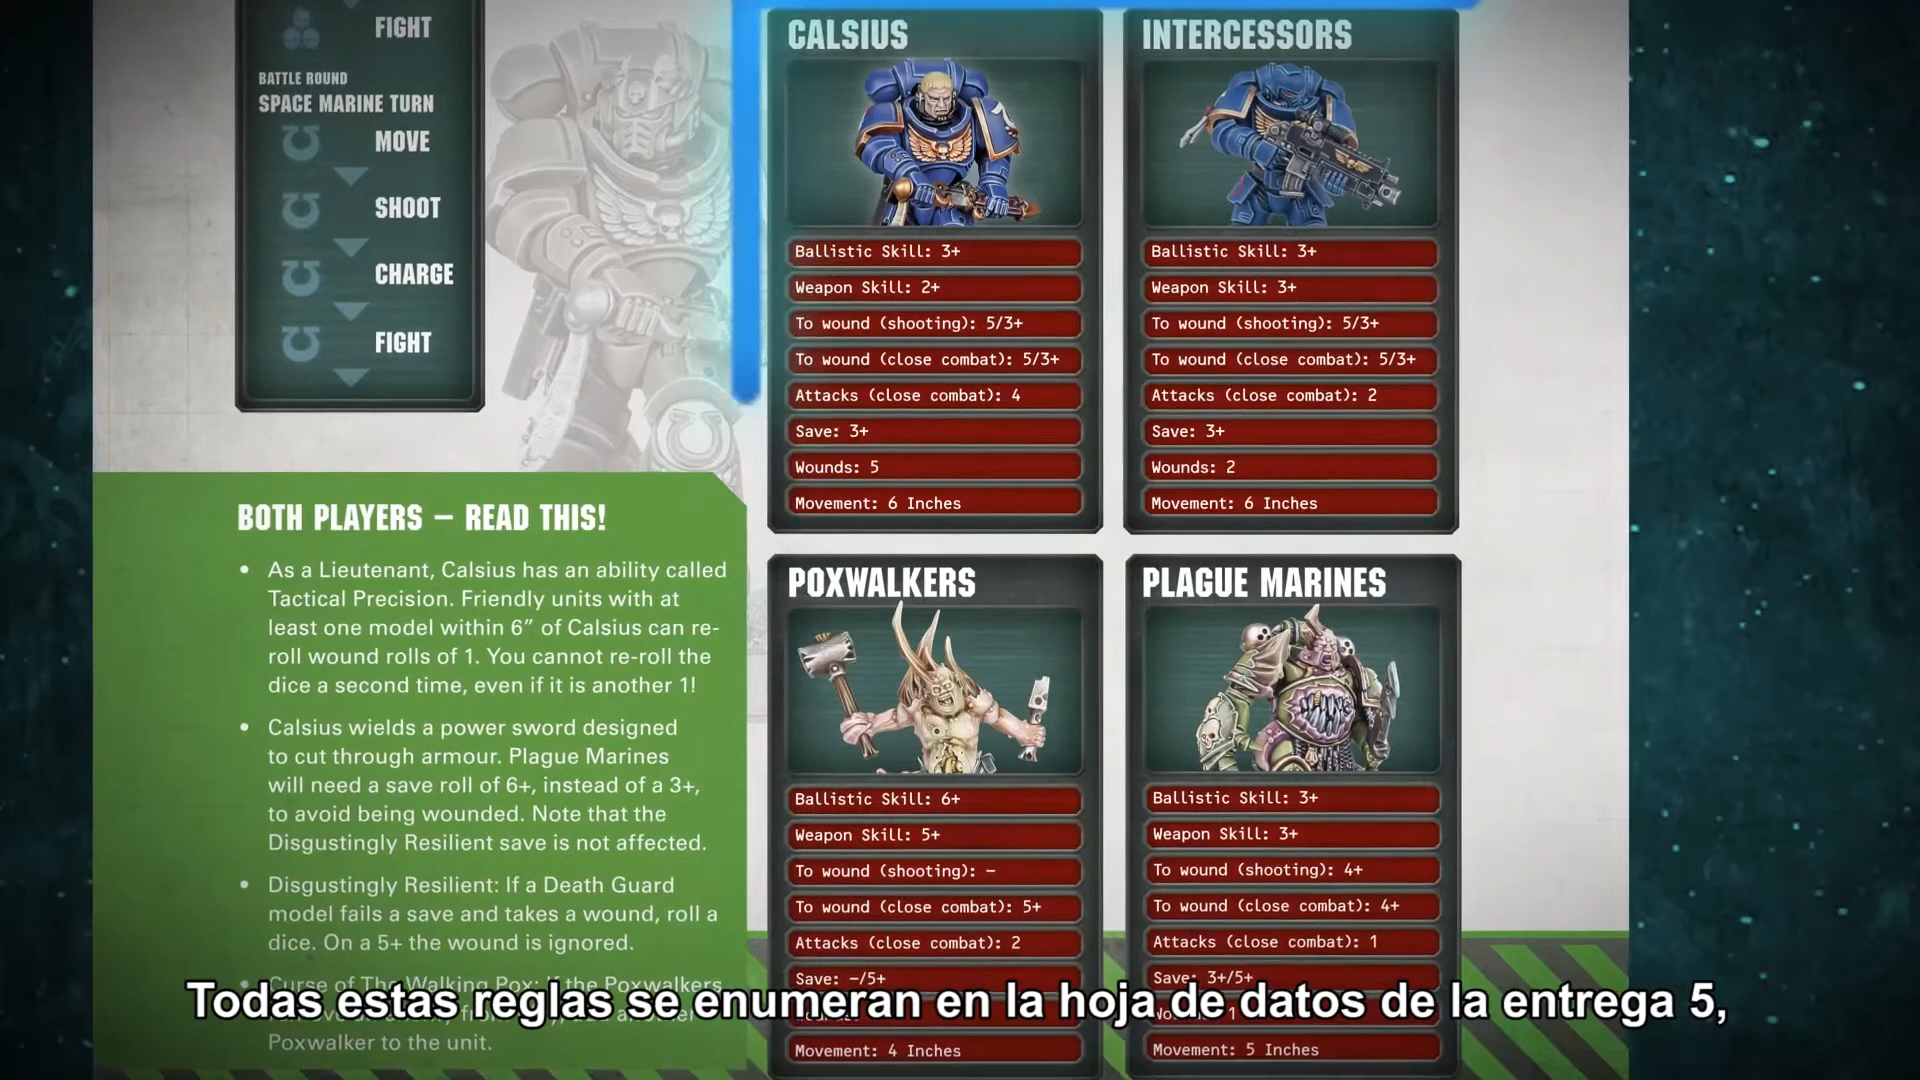 FIGHT
BATTLE ROUND
SPACE MARINE TURN
MOVE
SHOOT
CHARGE
FIGHT
BOTH PLAYERS – READ THIS!
• As a Lieutenant, Calsius has an ability called
Tactical Precision. Friendly units with at
least one model within 6” of Calsius can re-
roll wound rolls of 1. You cannot re-roll the
dice a second time, even if it is another 1!
• Calsius wields a power sword designed
to cut through armour. Plague Marines
will need a save roll of 6+, instead of a 3+,
to avoid being wounded. Note that the
Disgustingly Resilient save is not affected.
• Disgustingly Resilient: If a Death Guard
model fails a save and takes a wound, roll a
dice. On a 5+ the wound is ignored.
• Curse of The Walking Pox: If the Poxwalkers
Poxwalker to the unit.
CALSIUS
Ballistic Skill: 3+
Weapon Skill: 2+
To wound (shooting): 5/3+
To wound (close combat): 5/3+
Attacks (close combat): 4
Save: 3+
Wounds: 5
Movement: 6 Inches
INTERCESSORS
Ballistic Skill: 3+
Weapon Skill: 3+
To wound (shooting): 5/3+
To wound (close combat): 5/3+
Attacks (close combat): 2
Save: 3+
Wounds: 2
Movement: 6 Inches
POXWALKERS
Ballistic Skill: 6+
Weapon Skill: 5+
To wound (shooting): –
To wound (close combat): 5+
Attacks (close combat): 2
Save: –/5+
Movement: 4 Inches
PLAGUE MARINES
Ballistic Skill: 3+
Weapon Skill: 3+
To wound (shooting): 4+
To wound (close combat): 4+
Attacks (close combat): 1
Save: 3+/5+
Movement: 5 Inches
Todas estas reglas se enumeran en la hoja de datos de la entrega 5,